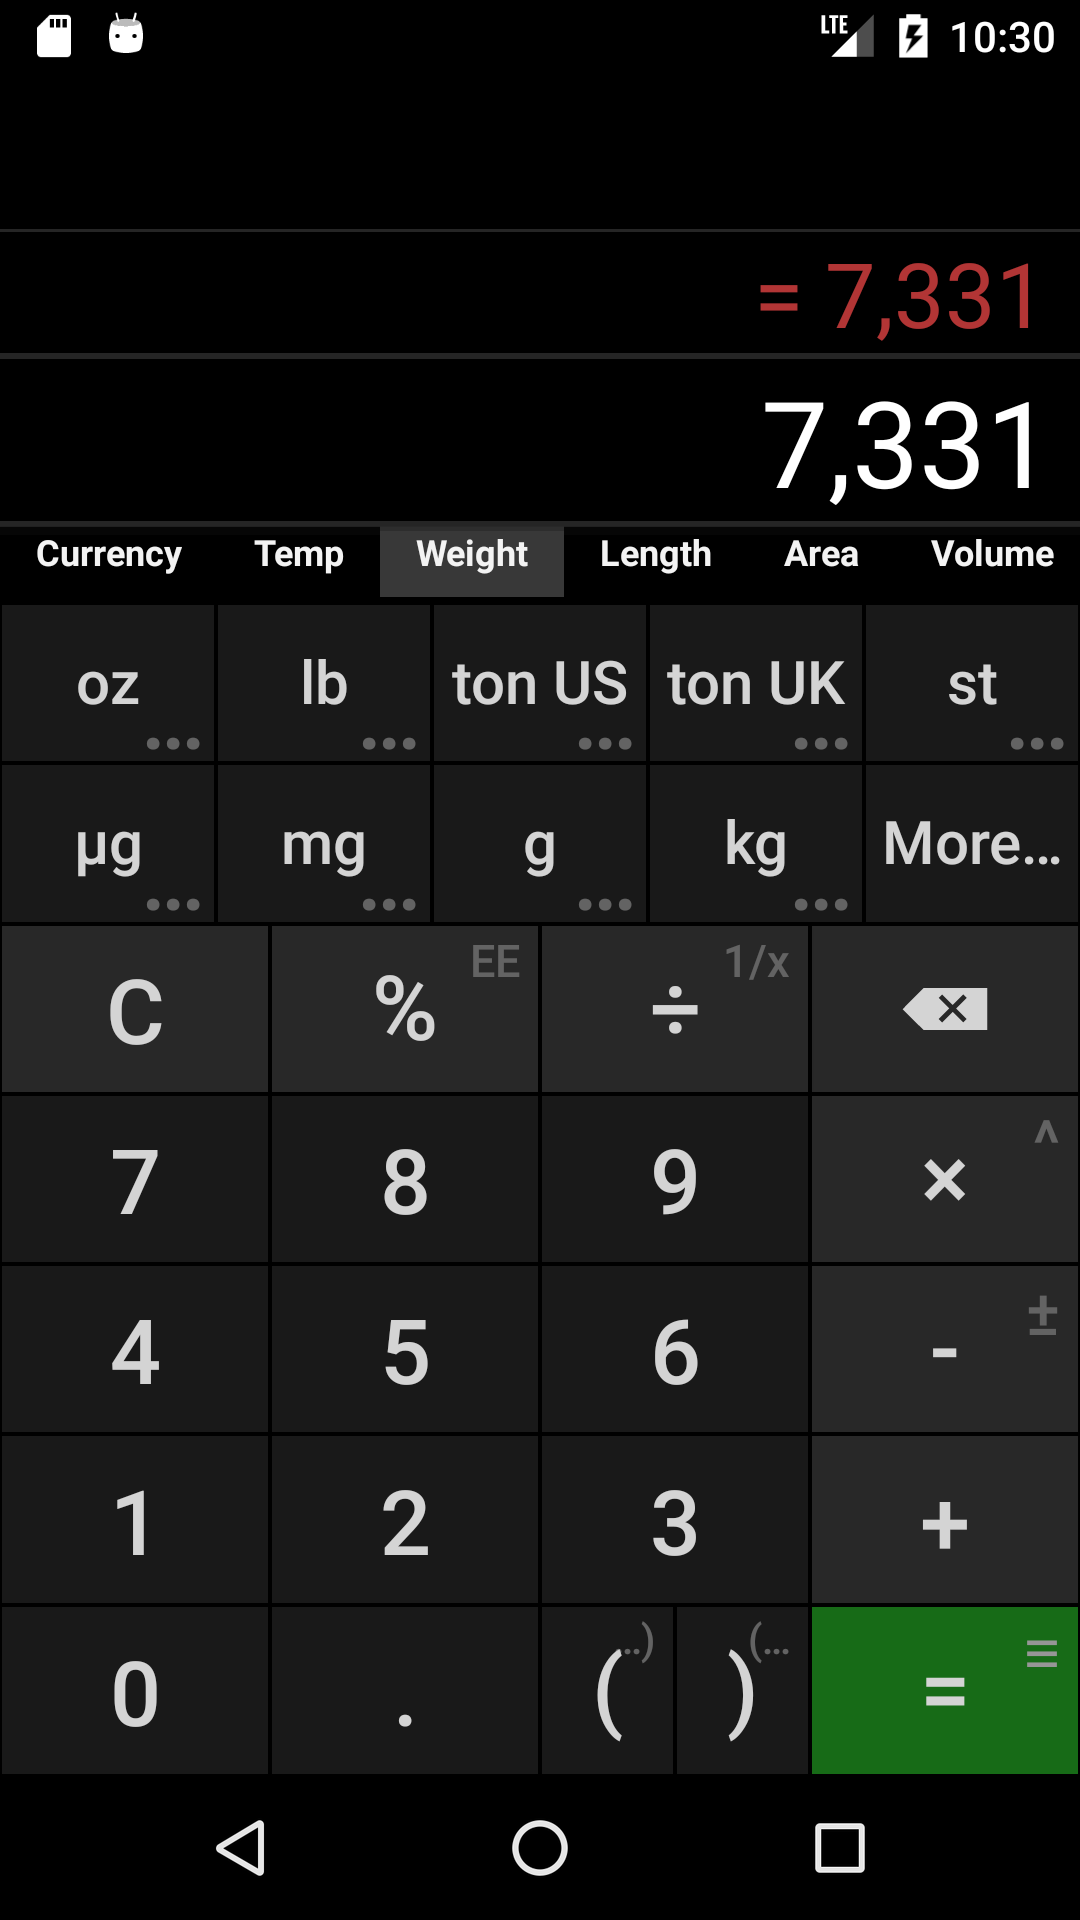 LTE 10:30
= 7,331
7,331
Currency Temp Weight Length Area Volume
oz lb ton US ton UK st
µg mg g kg More...
C % EE ÷ 1/x
7 8 9 × ^
4 5 6 - ±
1 2 3 +
0 . ( ..) ) (... =